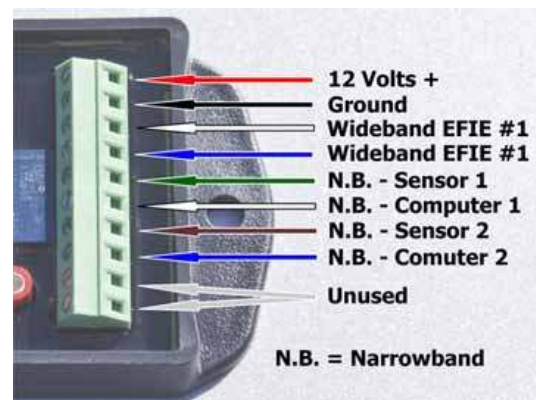 12 Volts +
Ground
Wideband EFIE #1
Wideband EFIE #1
N.B. - Sensor 1
N.B. - Computer 1
N.B. - Sensor 2
N.B. - Comuter 2
Unused
N.B. = Narrowband